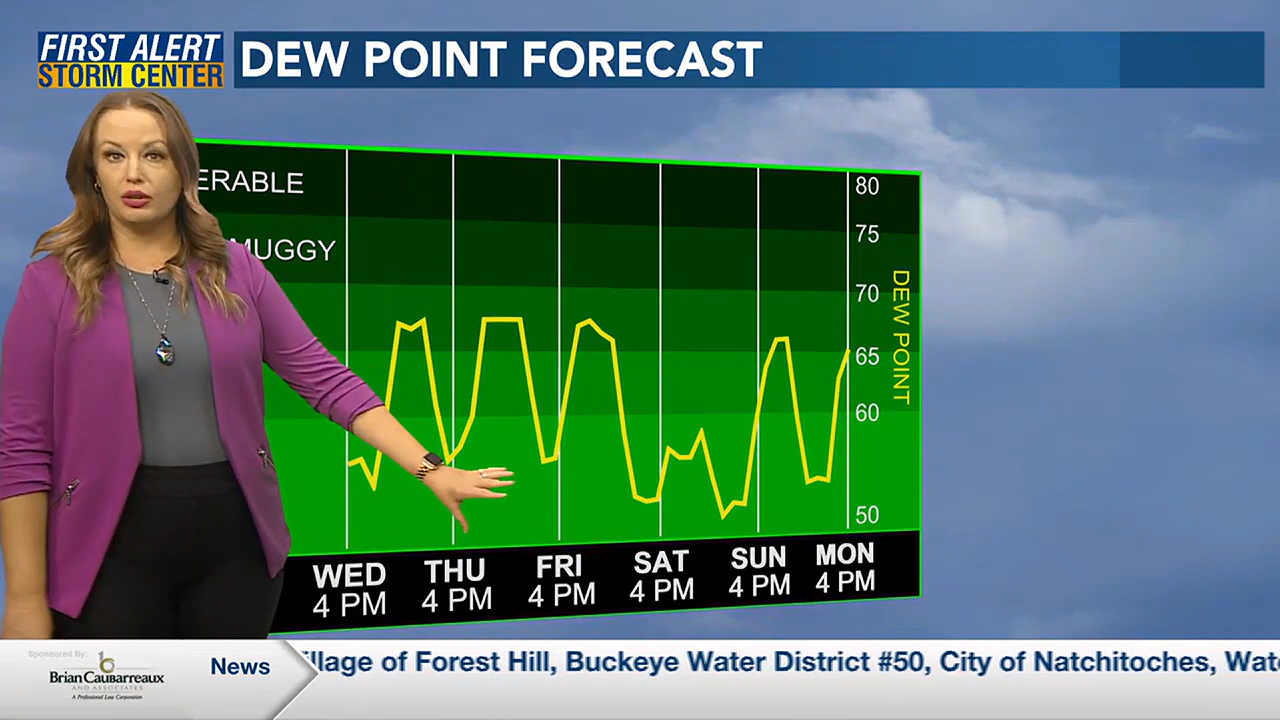 FIRST ALERT
STORM CENTER
DEW POINT FORECAST
ERABLE
MUGGY
80
75
70
65
60
50
DEW POINT
WED
4 PM
THU
4 PM
FRI
4 PM
SAT
4 PM
SUN
4 PM
MON
4 PM
Sponsored By:
Brian Caubarreaux
AND ASSOCIATES
A Professional Law Corporation
News
illage of Forest Hill, Buckeye Water District #50, City of Natchitoches, Wat